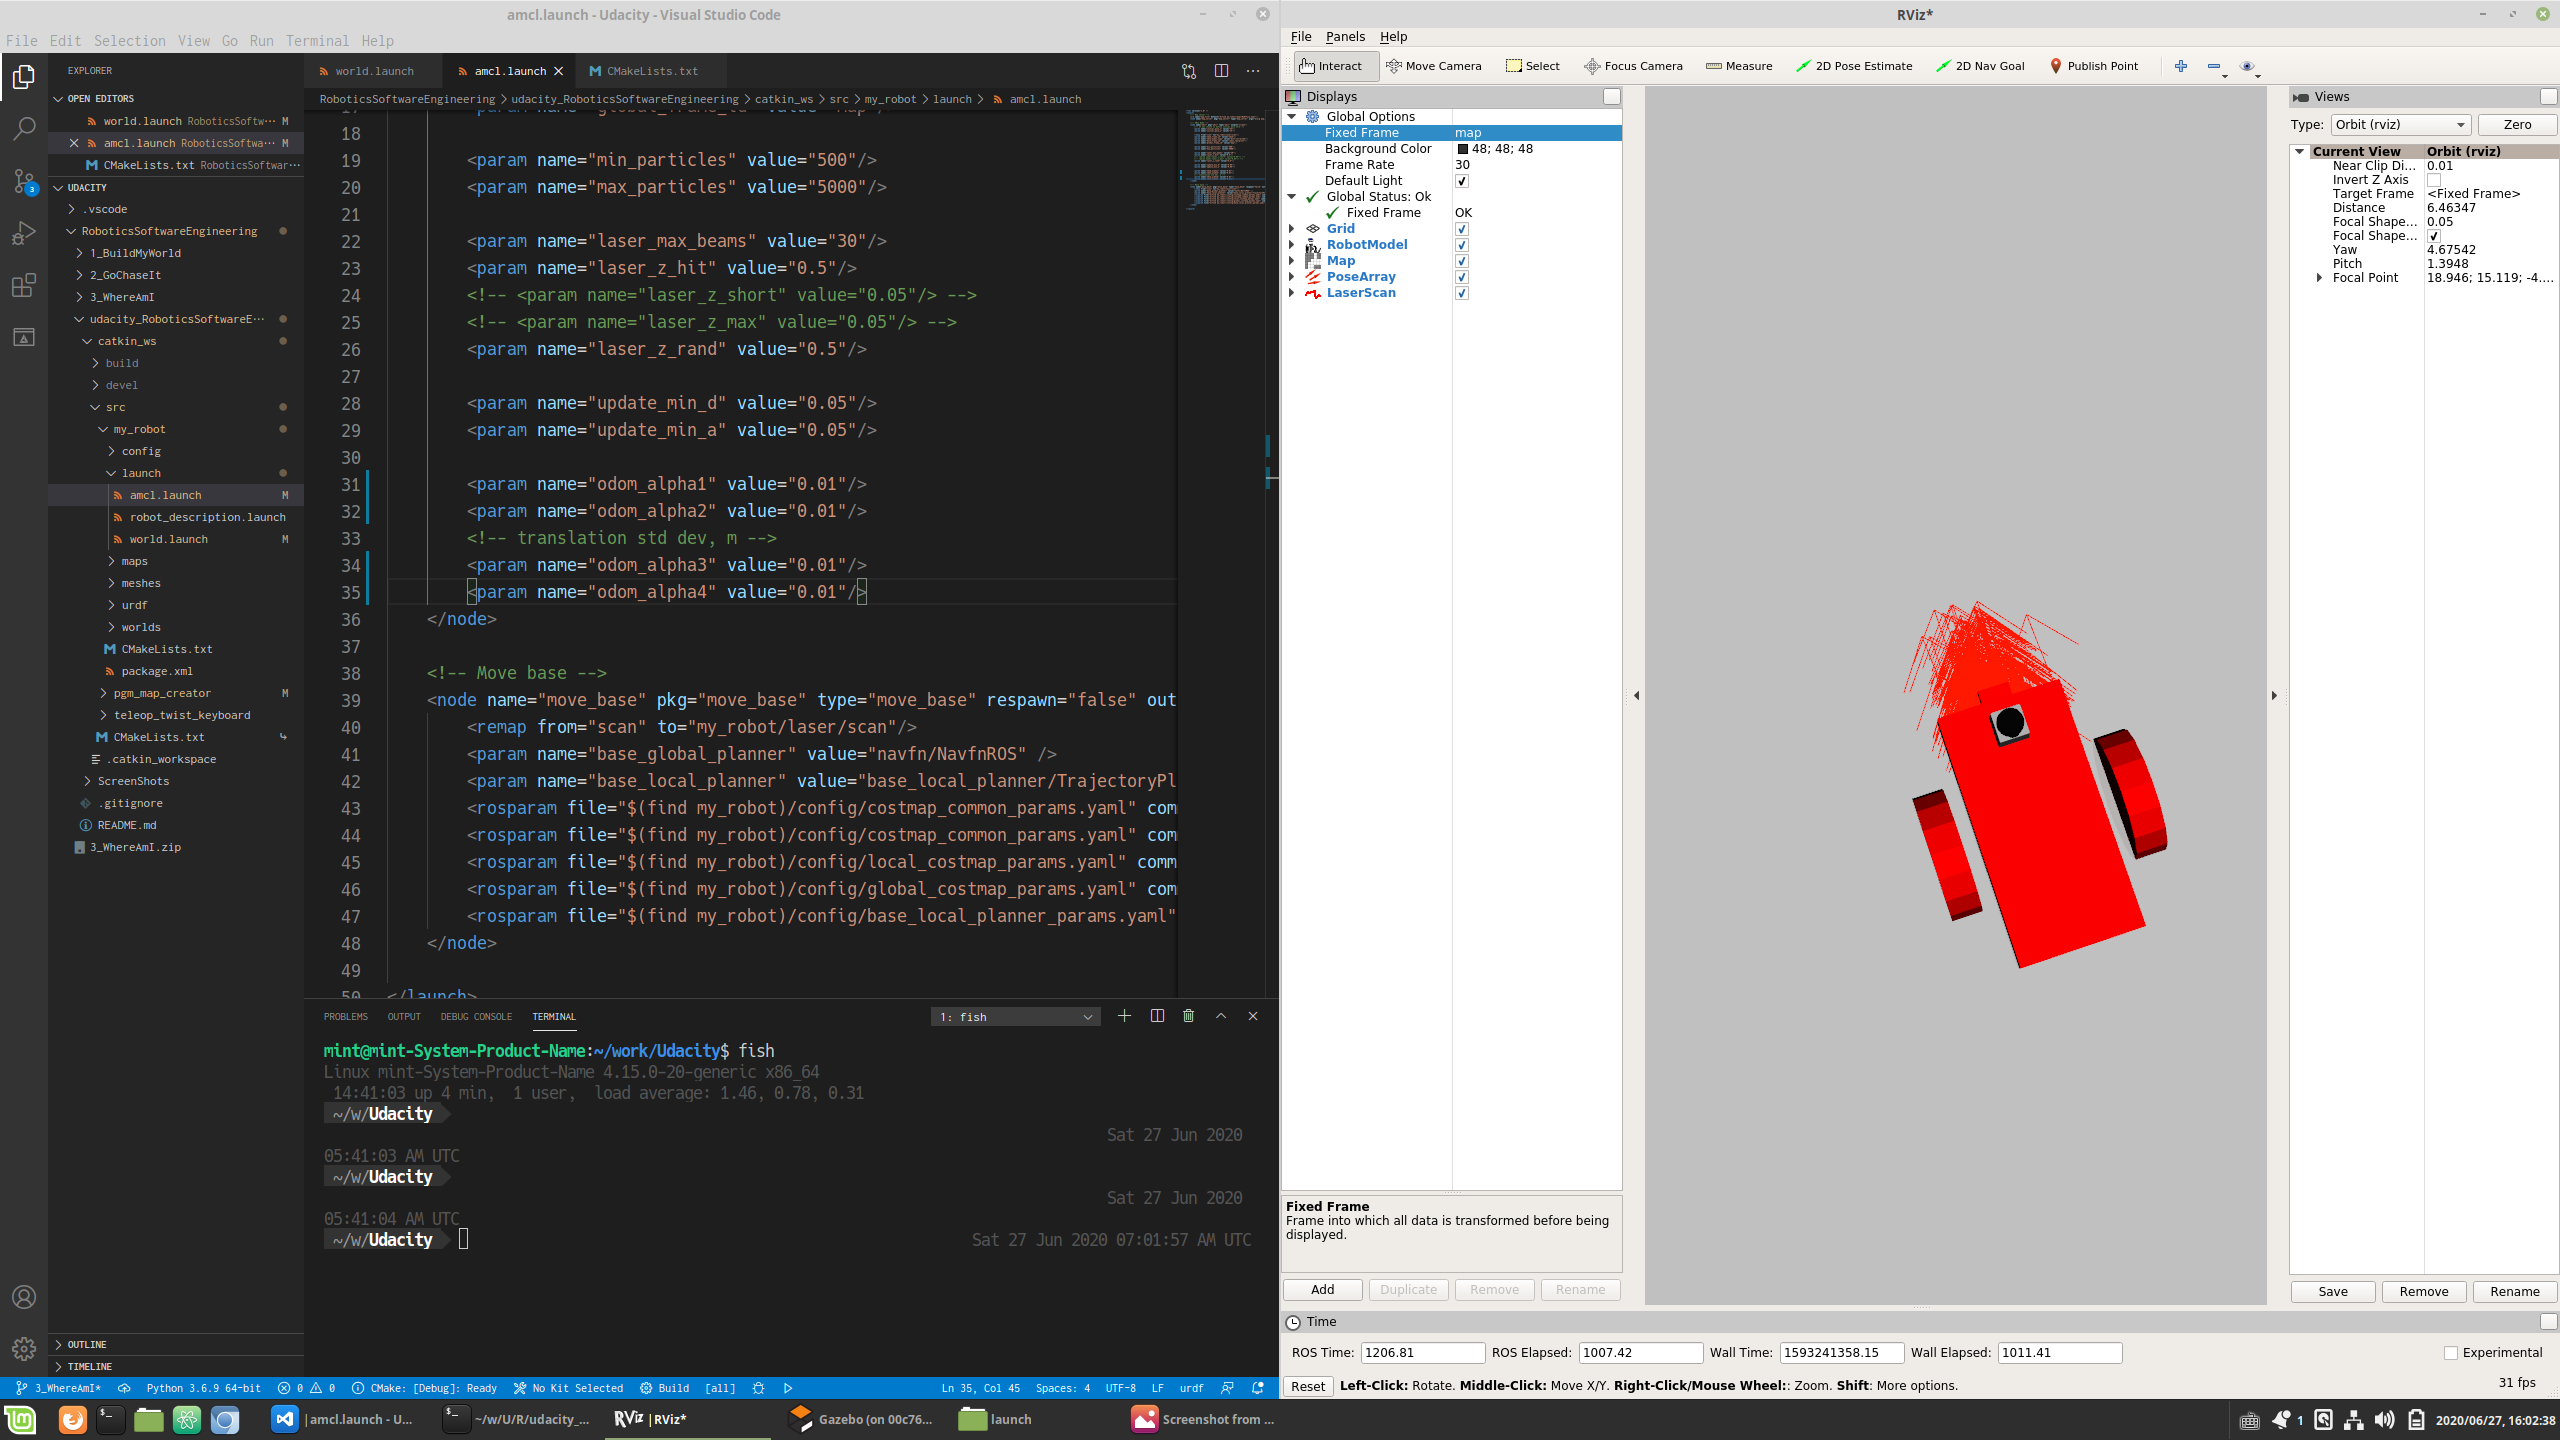 amcl.launch - Udacity - Visual Studio Code
File Edit Selection View Go Run Terminal Help
EXPLORER
OPEN EDITORS
world.launch RoboticsSoftw… M
amcl.launch RoboticsSoftwa… M
CMakeLists.txt RoboticsSoftwar…
UDACITY
.vscode
RoboticsSoftwareEngineering
1_BuildMyWorld
2_GoChaseIt
3_WhereAmI
udacity_RoboticsSoftwareE…
catkin_ws
build
devel
src
my_robot
config
launch
amcl.launch M
robot_description.launch
world.launch M
maps
meshes
urdf
worlds
CMakeLists.txt
package.xml
pgm_map_creator M
teleop_twist_keyboard
CMakeLists.txt
.catkin_workspace
ScreenShots
.gitignore
README.md
3_WhereAmI.zip
OUTLINE
TIMELINE
world.launch amcl.launch CMakeLists.txt
RoboticsSoftwareEngineering > udacity_RoboticsSoftwareEngineering > catkin_ws > src > my_robot > launch > amcl.launch
18
19 <param name="min_particles" value="500"/>
20 <param name="max_particles" value="5000"/>
21
22 <param name="laser_max_beams" value="30"/>
23 <param name="laser_z_hit" value="0.5"/>
24 <!-- <param name="laser_z_short" value="0.05"/> -->
25 <!-- <param name="laser_z_max" value="0.05"/> -->
26 <param name="laser_z_rand" value="0.5"/>
27
28 <param name="update_min_d" value="0.05"/>
29 <param name="update_min_a" value="0.05"/>
30
31 <param name="odom_alpha1" value="0.01"/>
32 <param name="odom_alpha2" value="0.01"/>
33 <!-- translation std dev, m -->
34 <param name="odom_alpha3" value="0.01"/>
35 <param name="odom_alpha4" value="0.01"/>
36 </node>
37
38 <!-- Move base -->
39 <node name="move_base" pkg="move_base" type="move_base" respawn="false" out
40 <remap from="scan" to="my_robot/laser/scan"/>
41 <param name="base_global_planner" value="navfn/NavfnROS" />
42 <param name="base_local_planner" value="base_local_planner/TrajectoryPl
43 <rosparam file="$(find my_robot)/config/costmap_common_params.yaml" com
44 <rosparam file="$(find my_robot)/config/costmap_common_params.yaml" com
45 <rosparam file="$(find my_robot)/config/local_costmap_params.yaml" comm
46 <rosparam file="$(find my_robot)/config/global_costmap_params.yaml" com
47 <rosparam file="$(find my_robot)/config/base_local_planner_params.yaml"
48 </node>
49
50 </launch>
PROBLEMS OUTPUT DEBUG CONSOLE TERMINAL 1: fish
mint@mint-System-Product-Name:~/work/Udacity$ fish
Linux mint-System-Product-Name 4.15.0-20-generic x86_64
14:41:03 up 4 min, 1 user, load average: 1.46, 0.78, 0.31
~/w/Udacity
Sat 27 Jun 2020
05:41:03 AM UTC
~/w/Udacity
Sat 27 Jun 2020
05:41:04 AM UTC
~/w/Udacity Sat 27 Jun 2020 07:01:57 AM UTC
3_WhereAmI* Python 3.6.9 64-bit 0 0 CMake: [Debug]: Ready No Kit Selected Build [all] Ln 35, Col 45 Spaces: 4 UTF-8 LF urdf
RViz*
File Panels Help
Interact Move Camera Select Focus Camera Measure 2D Pose Estimate 2D Nav Goal Publish Point
Displays
Global Options
Fixed Frame map
Background Color 48; 48; 48
Frame Rate 30
Default Light
Global Status: Ok
Fixed Frame OK
Grid
RobotModel
Map
PoseArray
LaserScan
Fixed Frame
Frame into which all data is transformed before being
displayed.
Add Duplicate Remove Rename
Views
Type: Orbit (rviz) Zero
Current View Orbit (rviz)
Near Clip Di... 0.01
Invert Z Axis
Target Frame <Fixed Frame>
Distance 6.46347
Focal Shape... 0.05
Focal Shape...
Yaw 4.67542
Pitch 1.3948
Focal Point 18.946; 15.119; -4....
Save Remove Rename
Time
ROS Time: 1206.81 ROS Elapsed: 1007.42 Wall Time: 1593241358.15 Wall Elapsed: 1011.41 Experimental
Reset Left-Click: Rotate. Middle-Click: Move X/Y. Right-Click/Mouse Wheel:: Zoom. Shift: More options. 31 fps
amcl.launch - U... ~/w/U/R/udacity_... RViz RViz* Gazebo (on 00c76... launch Screenshot from ... 1 2020/06/27, 16:02:38